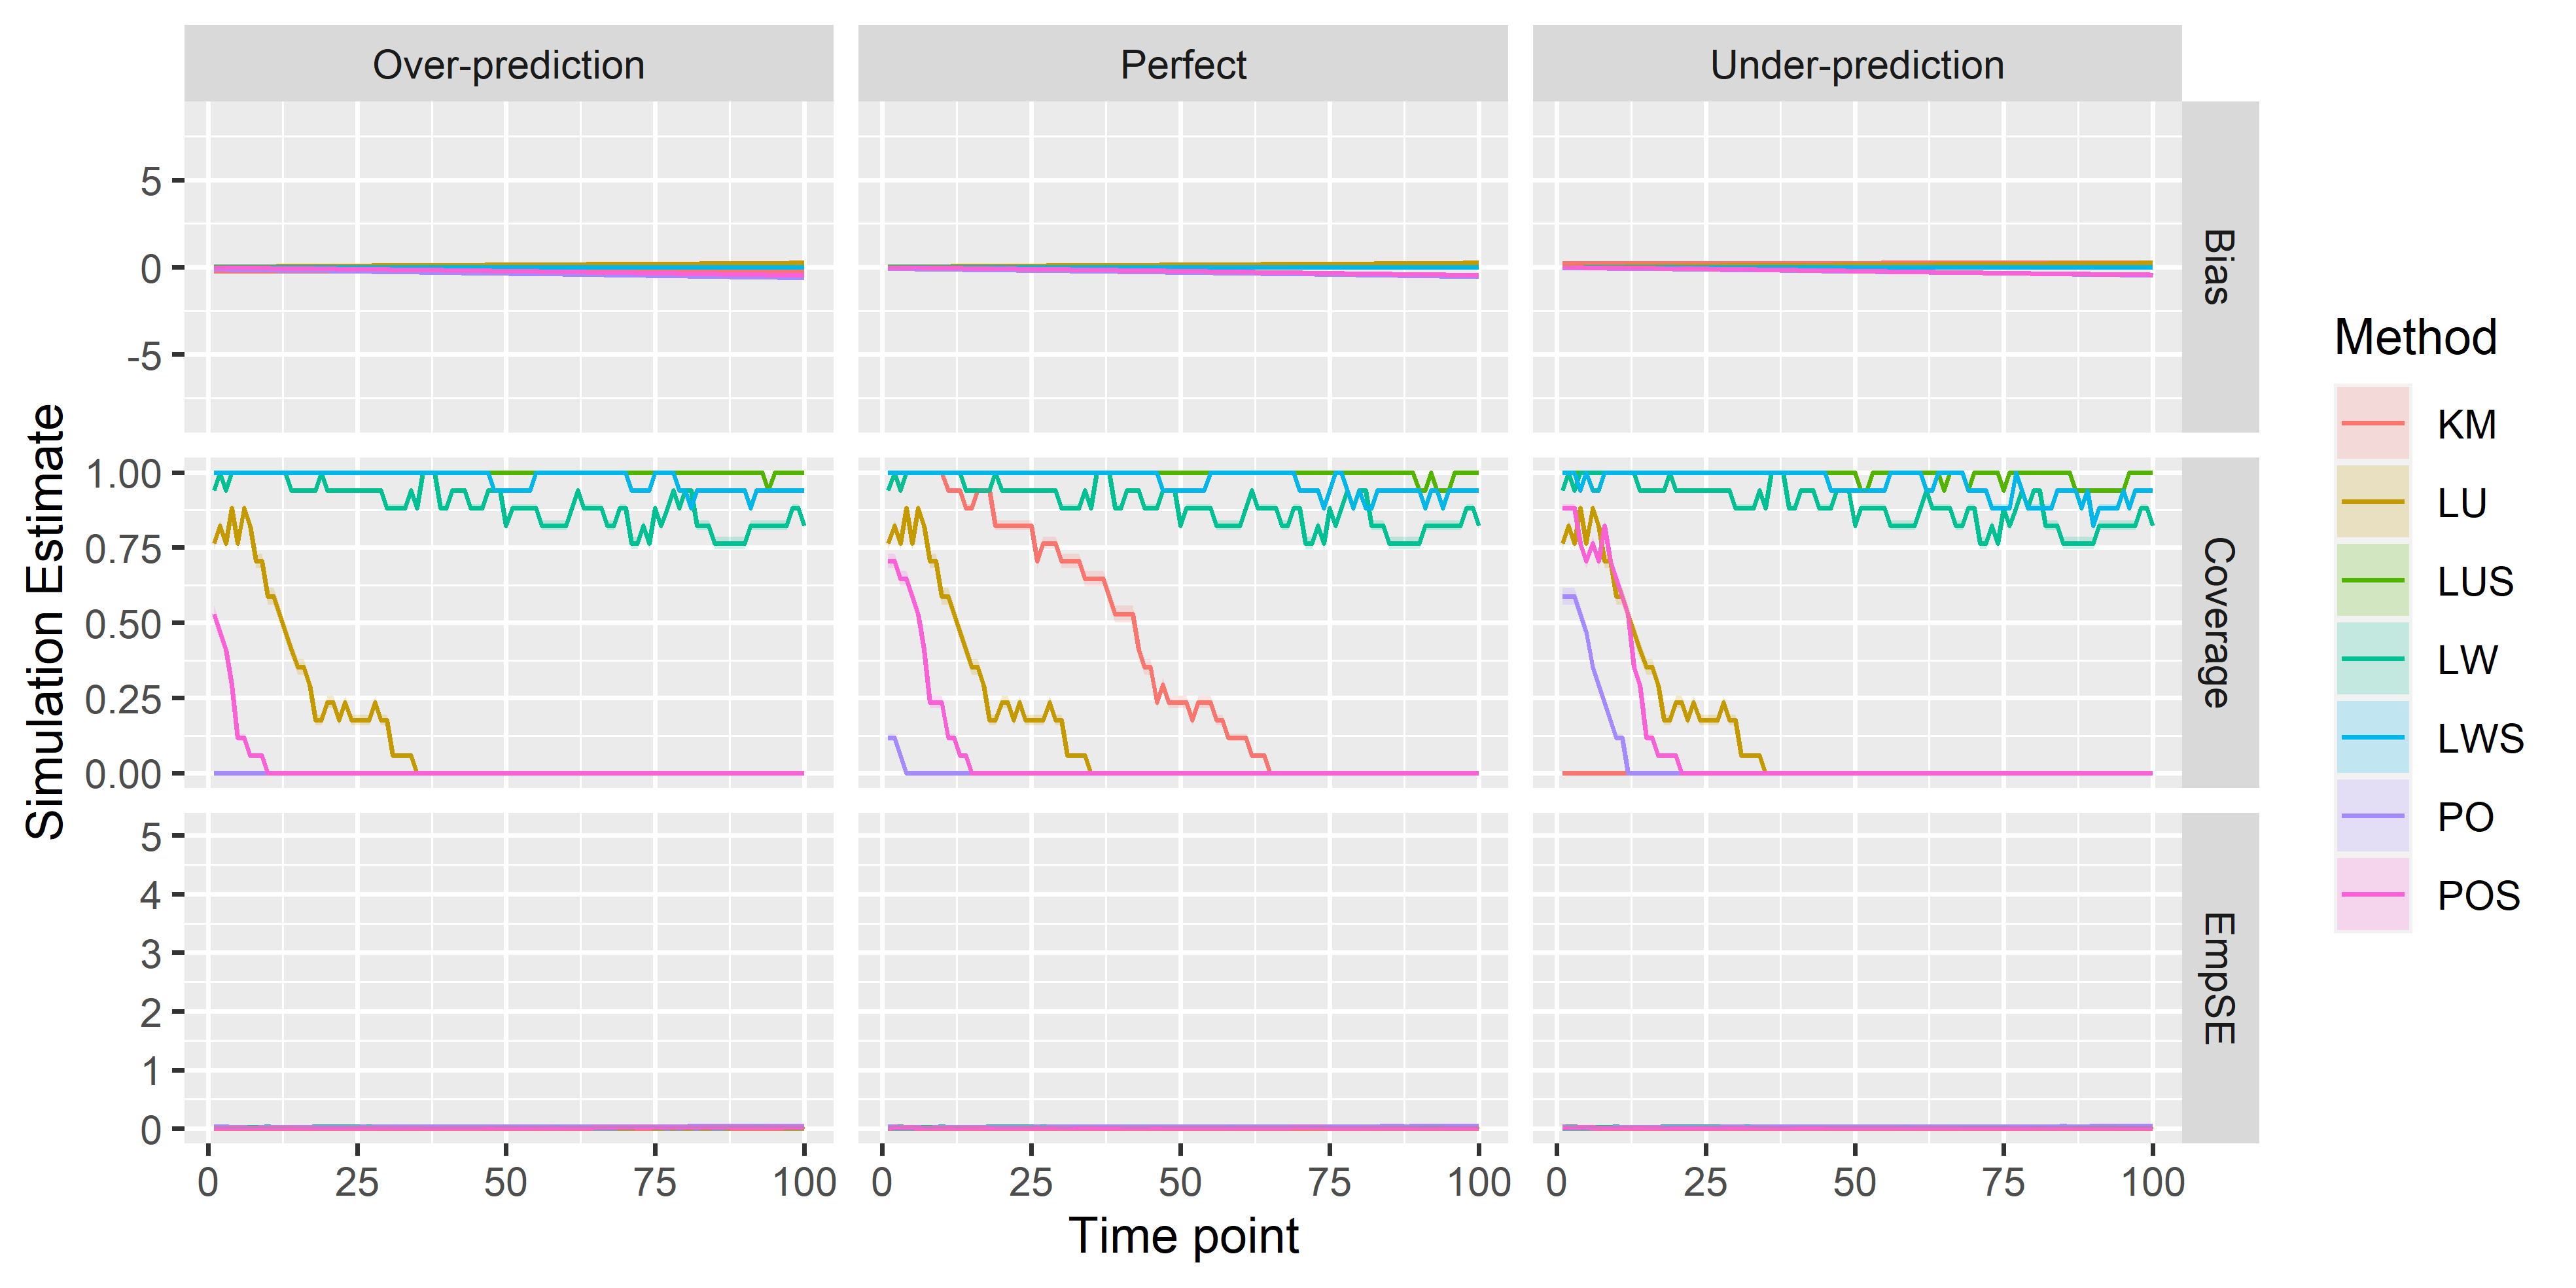 Over-prediction
Perfect
Under-prediction
Simulation Estimate
5
0
-5
Bias
1.00
0.75
0.50
0.25
0.00
Coverage
5
4
3
2
1
0
EmpSE
0 25 50 75 100
0 25 50 75 100
0 25 50 75 100
Time point
Method
KM
LU
LUS
LW
LWS
PO
POS